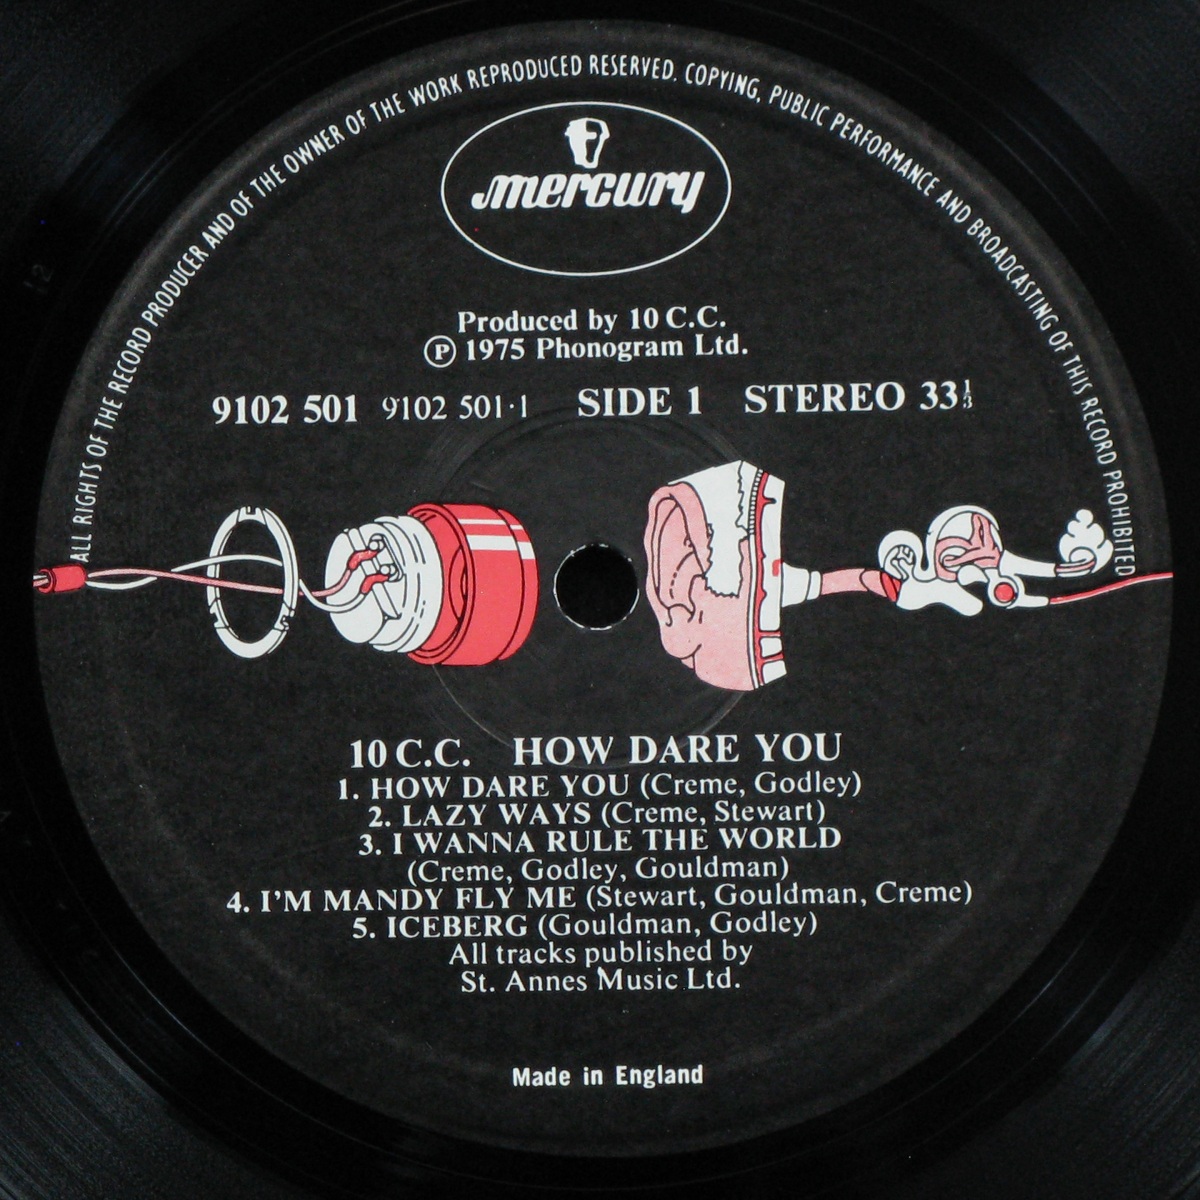 ALL RIGHTS OF THE RECORD PRODUCER AND OF THE OWNER OF THE WORK REPRODUCED RESERVED. COPYING, PUBLIC PERFORMANCE AND BROADCASTING OF THIS RECORD PROHIBITED
mercury
Produced by 10 C.C.
℗ 1975 Phonogram Ltd.
9102 501 9102 501·1 SIDE 1 STEREO 33⅓
10 C.C. HOW DARE YOU
1. HOW DARE YOU (Creme, Godley)
2. LAZY WAYS (Creme, Stewart)
3. I WANNA RULE THE WORLD
(Creme, Godley, Gouldman)
4. I'M MANDY FLY ME (Stewart, Gouldman, Creme)
5. ICEBERG (Gouldman, Godley)
All tracks published by
St. Annes Music Ltd.
Made in England